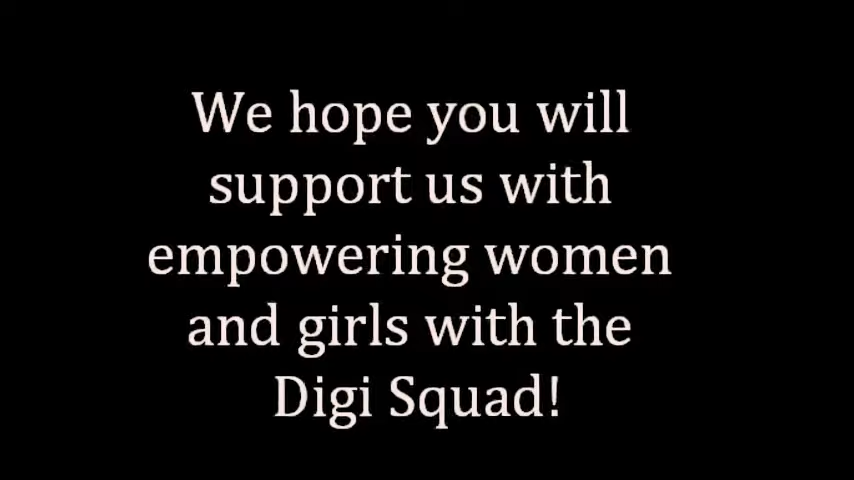 We hope you will
support us with
empowering women
and girls with the
Digi Squad!